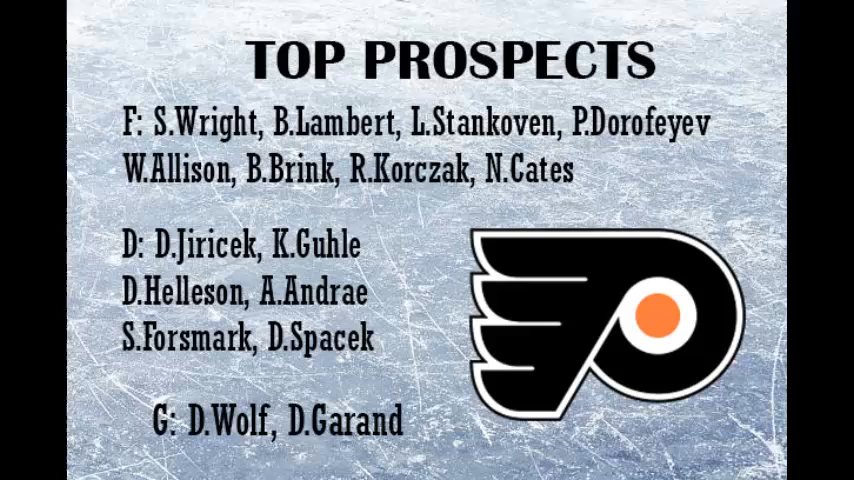 TOP PROSPECTS
F: S.Wright, B.Lambert, L.Stankoven, P.Dorofeyev
W.Allison, B.Brink, R.Korczak, N.Cates
D: D.Jiricek, K.Guhle
D.Helleson, A.Andrae
S.Forsmark, D.Spacek
G: D.Wolf, D.Garand